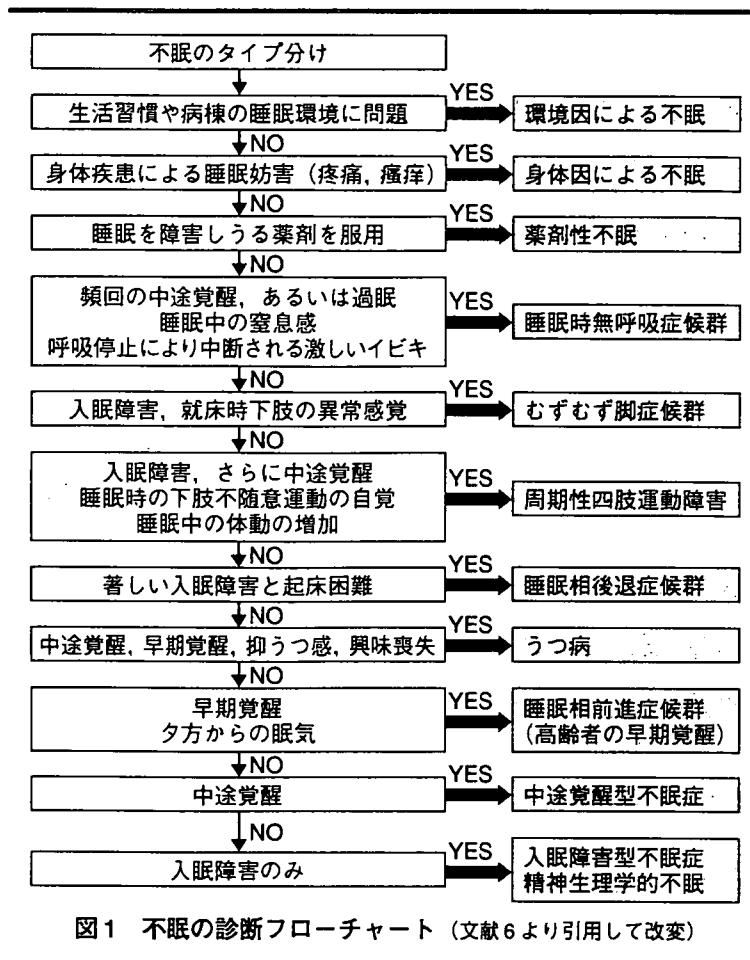 不眠のタイプ分け
生活習慣や病棟の睡眠環境に問題
YES
環境因による不眠
NO
身体疾患による睡眠妨害（疼痛，瘙痒）
YES
身体因による不眠
NO
睡眠を障害しうる薬剤を服用
YES
薬剤性不眠
NO
頻回の中途覚醒，あるいは過眠
睡眠中の窒息感
呼吸停止により中断される激しいイビキ
YES
睡眠時無呼吸症候群
NO
入眠障害，就床時下肢の異常感覚
YES
むずむず脚症候群
NO
入眠障害，さらに中途覚醒
睡眠時の下肢不随意運動の自覚
睡眠中の体動の増加
YES
周期性四肢運動障害
NO
著しい入眠障害と起床困難
YES
睡眠相後退症候群
NO
中途覚醒，早期覚醒，抑うつ感，興味喪失
YES
うつ病
NO
早期覚醒
夕方からの眠気
YES
睡眠相前進症候群
（高齢者の早期覚醒）
NO
中途覚醒
YES
中途覚醒型不眠症
NO
入眠障害のみ
YES
入眠障害型不眠症
精神生理学的不眠
図1 不眠の診断フローチャート（文献6より引用して改変）